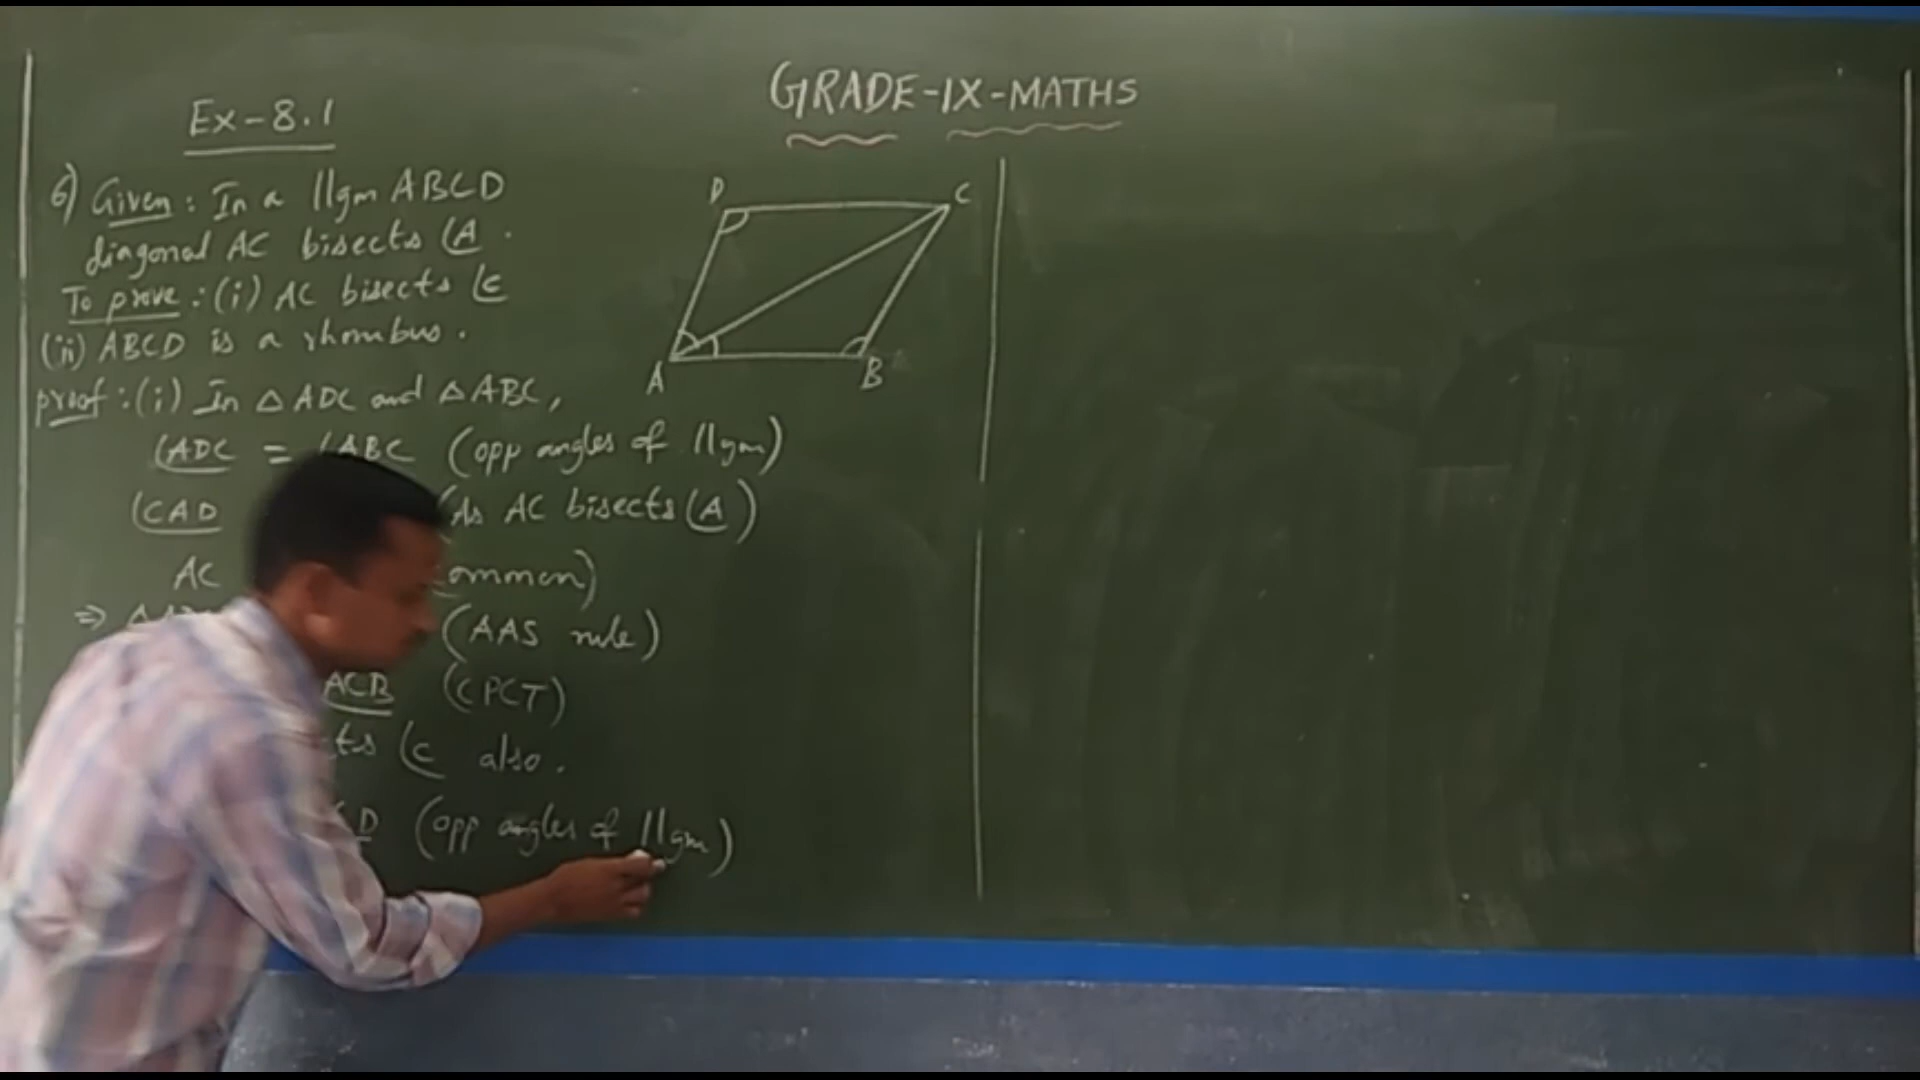 GRADE-IX-MATHS
Ex-8.1
6) Given: In a ||gm ABCD
diagonal AC bisects ∠A.
To prove: (i) AC bisects ∠C
(ii) ABCD is a rhombus.
proof: (i) In △ADC and △ABC,
∠ADC = ∠ABC (opp angles of ||gm)
∠CAD (As AC bisects ∠A)
AC common)
⇒ (AAS rule)
ACB (CPCT)
∠C also.
D (opp angles of ||gm)
D
C
A
B